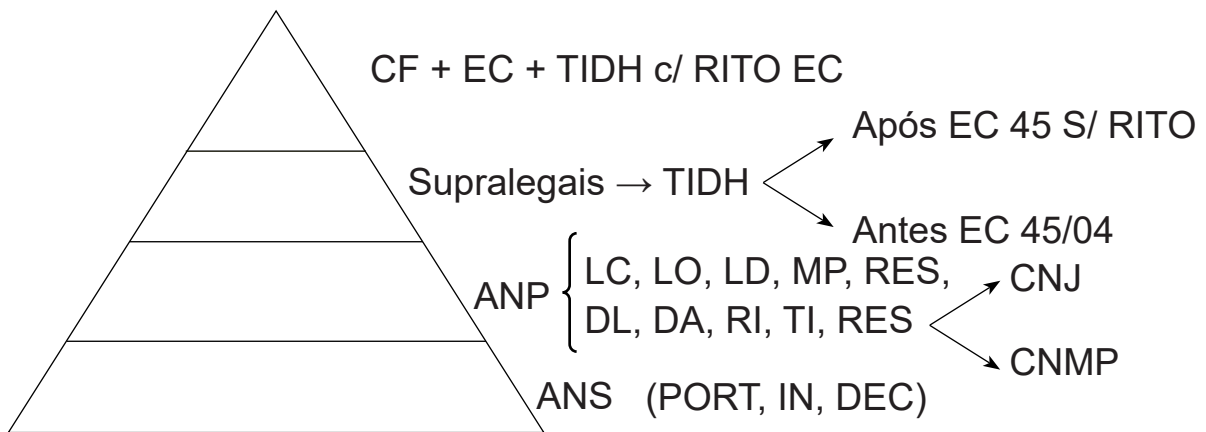 CF + EC + TIDH c/ RITO EC
Após EC 45 S/ RITO
Supralegais → TIDH
Antes EC 45/04
ANP
LC, LO, LD, MP, RES,
DL, DA, RI, TI, RES
CNJ
CNMP
ANS (PORT, IN, DEC)